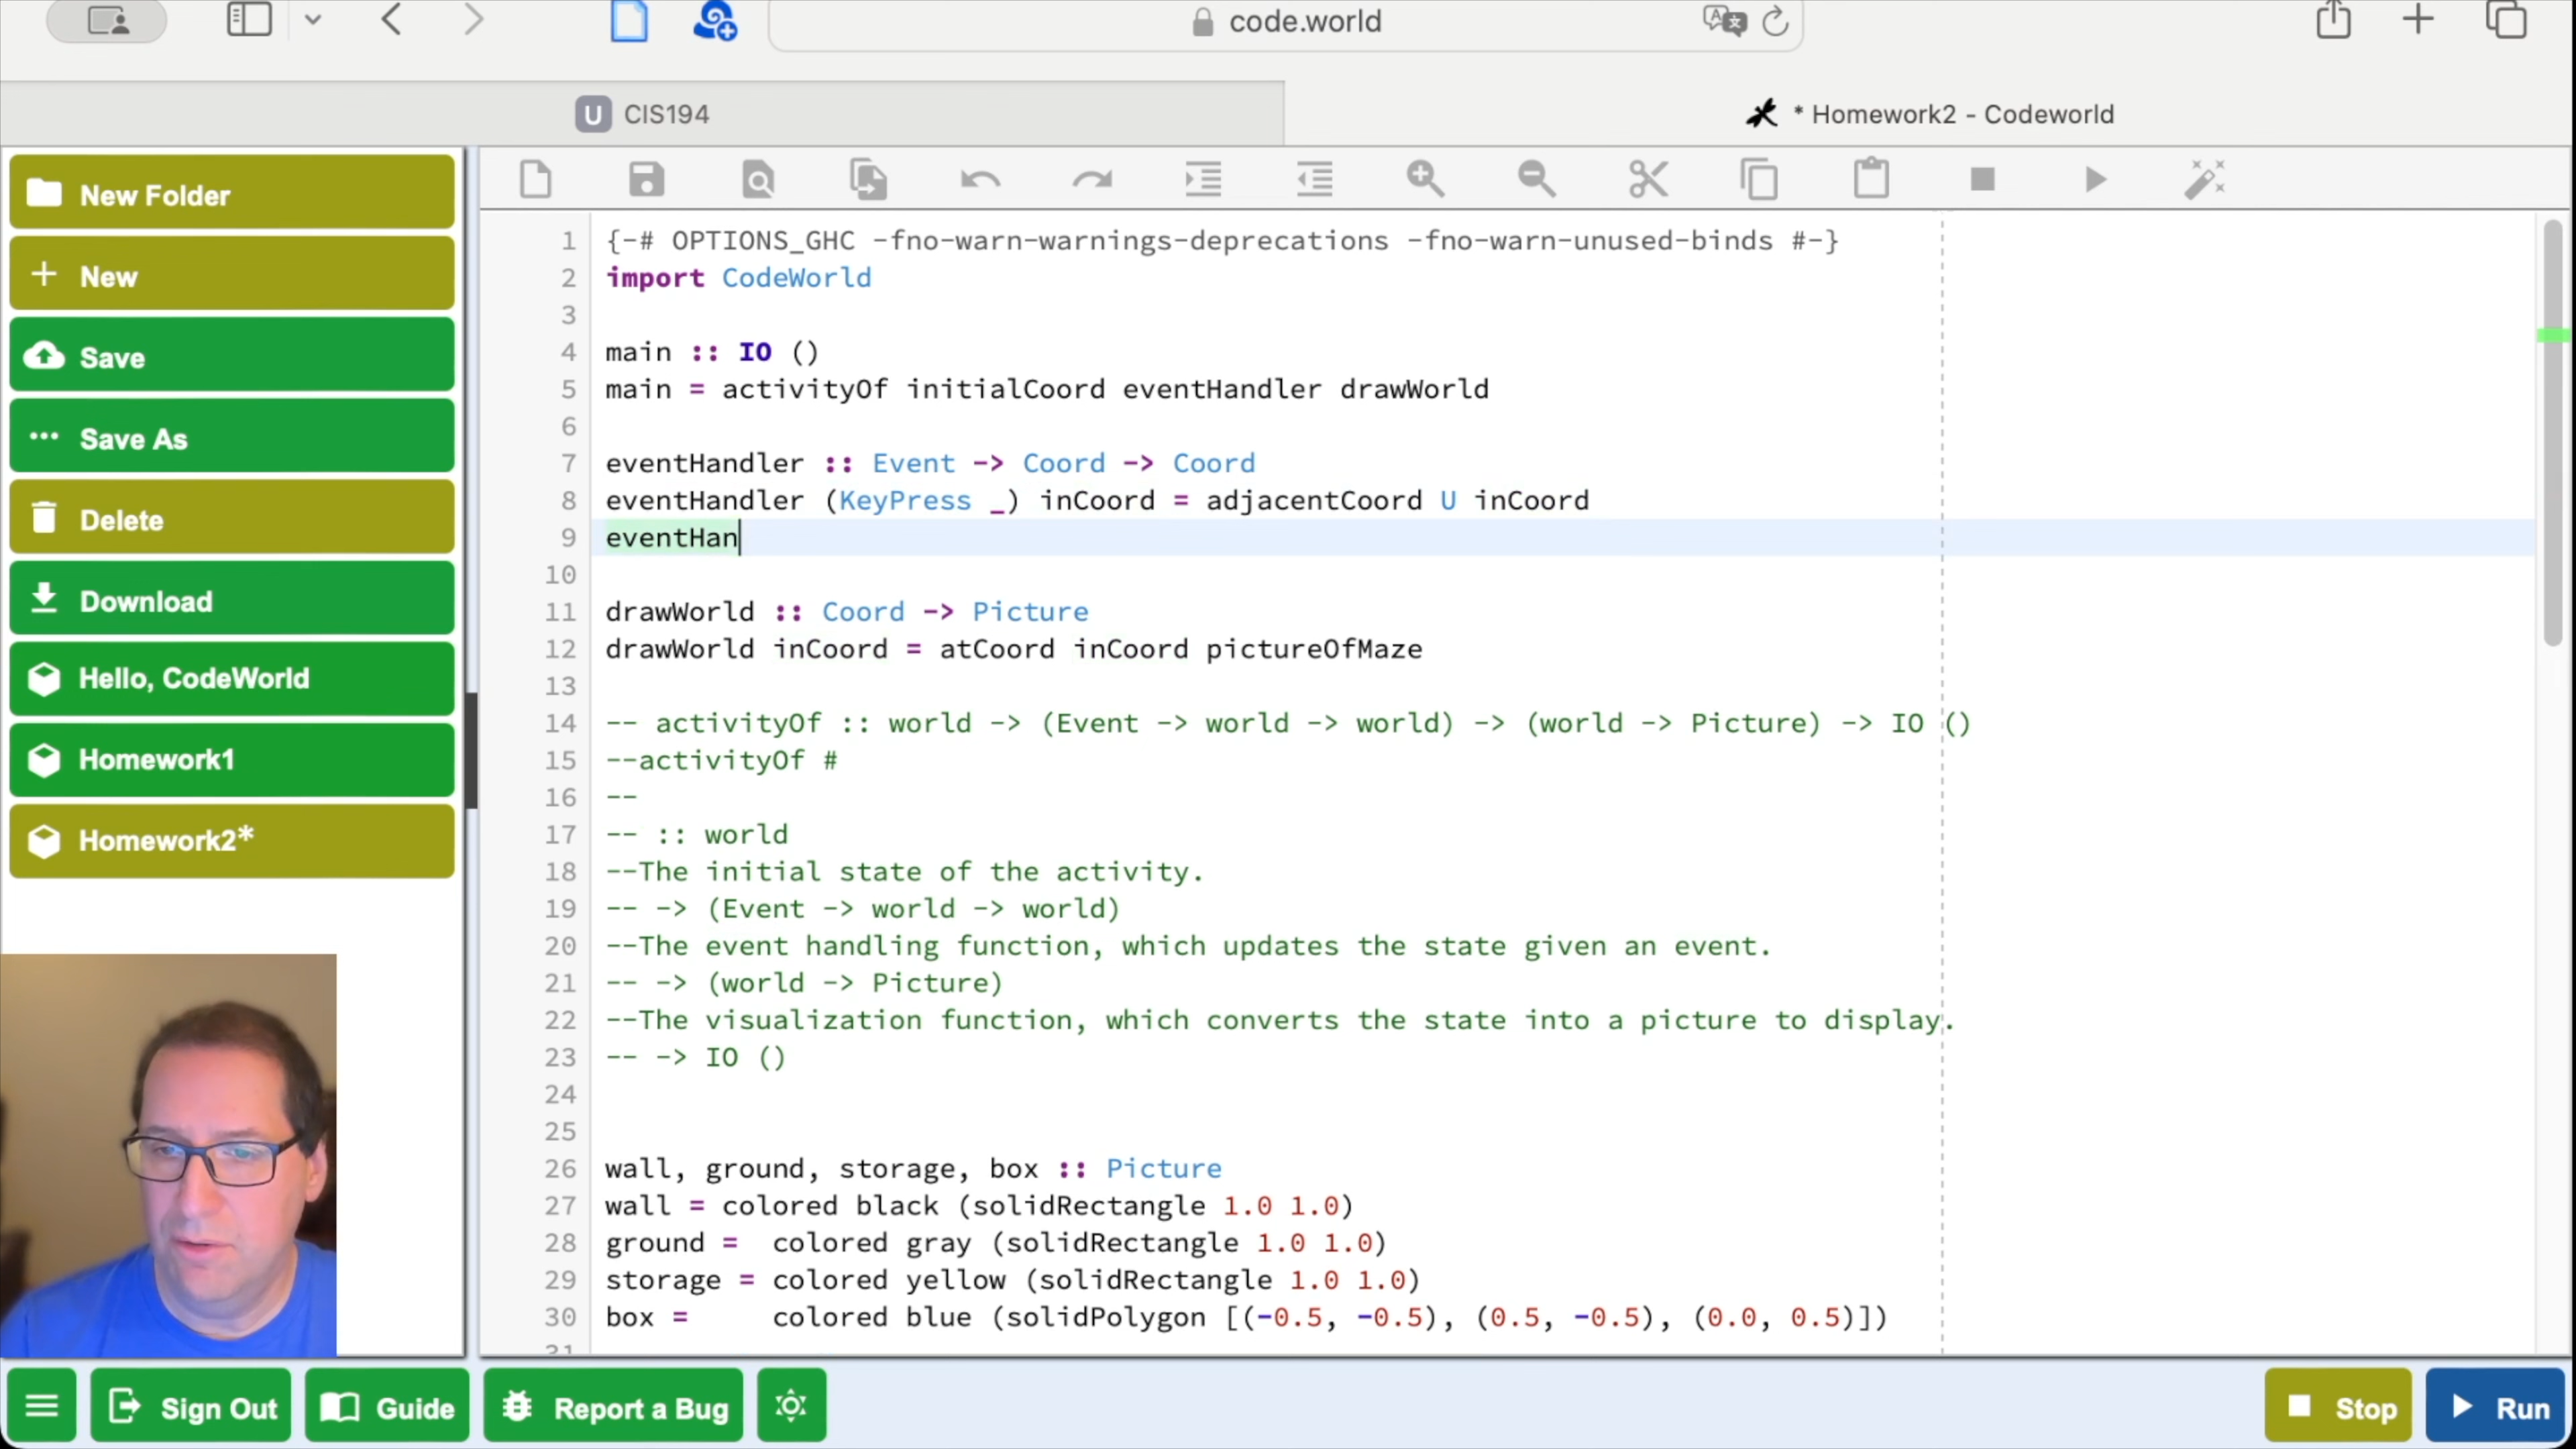 code.world
U CIS194
* Homework2 - Codeworld
New Folder
New
Save
Save As
Delete
Download
Hello, CodeWorld
Homework1
Homework2*
1 {-# OPTIONS_GHC -fno-warn-warnings-deprecations -fno-warn-unused-binds #-}
2 import CodeWorld
3
4 main :: IO ()
5 main = activityOf initialCoord eventHandler drawWorld
6
7 eventHandler :: Event -> Coord -> Coord
8 eventHandler (KeyPress _) inCoord = adjacentCoord U inCoord
9 eventHan
10
11 drawWorld :: Coord -> Picture
12 drawWorld inCoord = atCoord inCoord pictureOfMaze
13
14 -- activityOf :: world -> (Event -> world -> world) -> (world -> Picture) -> IO ()
15 --activityOf #
16 --
17 -- :: world
18 --The initial state of the activity.
19 -- -> (Event -> world -> world)
20 --The event handling function, which updates the state given an event.
21 -- -> (world -> Picture)
22 --The visualization function, which converts the state into a picture to display.
23 -- -> IO ()
24
25
26 wall, ground, storage, box :: Picture
27 wall = colored black (solidRectangle 1.0 1.0)
28 ground =  colored gray (solidRectangle 1.0 1.0)
29 storage = colored yellow (solidRectangle 1.0 1.0)
30 box =     colored blue (solidPolygon [(-0.5, -0.5), (0.5, -0.5), (0.0, 0.5)])
31
Sign Out
Guide
Report a Bug
Stop
Run